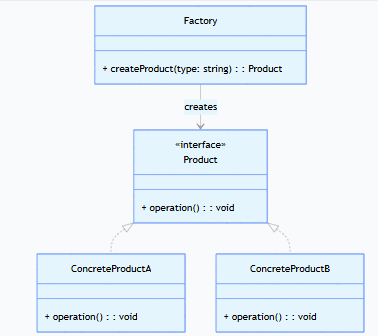 Factory
+ createProduct(type: string) : : Product
creates
«interface»
Product
+ operation() : : void
ConcreteProductA
+ operation() : : void
ConcreteProductB
+ operation() : : void